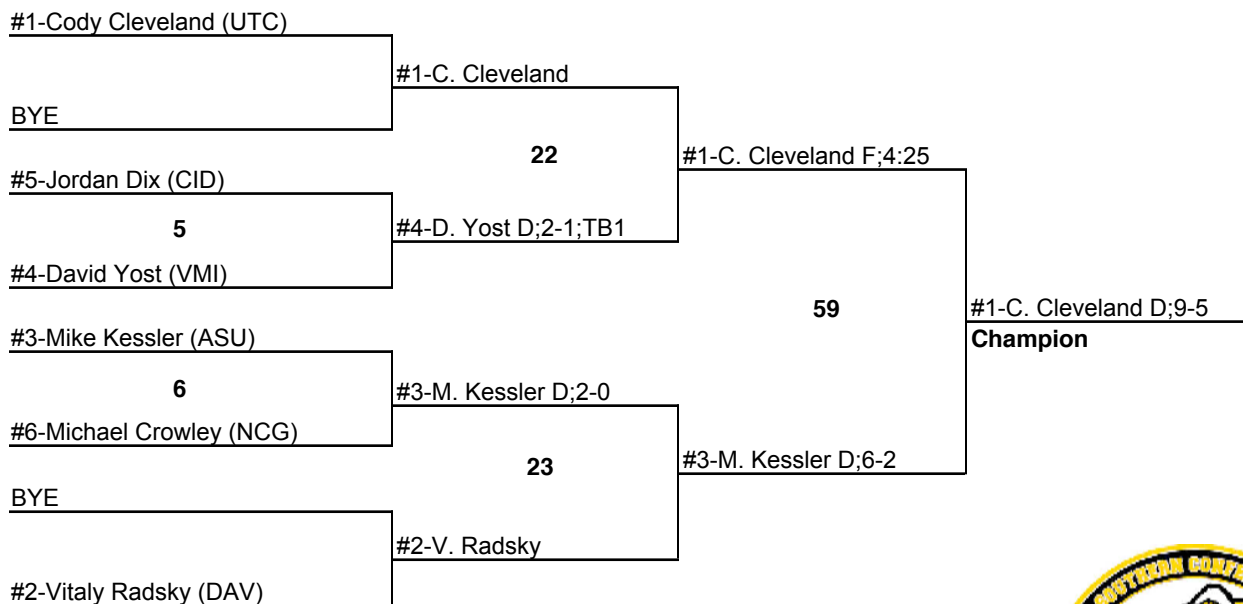 #1-Cody Cleveland (UTC)
#1-C. Cleveland
BYE
22
#1-C. Cleveland F;4:25
#5-Jordan Dix (CID)
5
#4-D. Yost D;2-1;TB1
#4-David Yost (VMI)
59
#1-C. Cleveland D;9-5
Champion
#3-Mike Kessler (ASU)
6
#3-M. Kessler D;2-0
#6-Michael Crowley (NCG)
23
#3-M. Kessler D;6-2
BYE
#2-V. Radsky
#2-Vitaly Radsky (DAV)
SOUTHERN